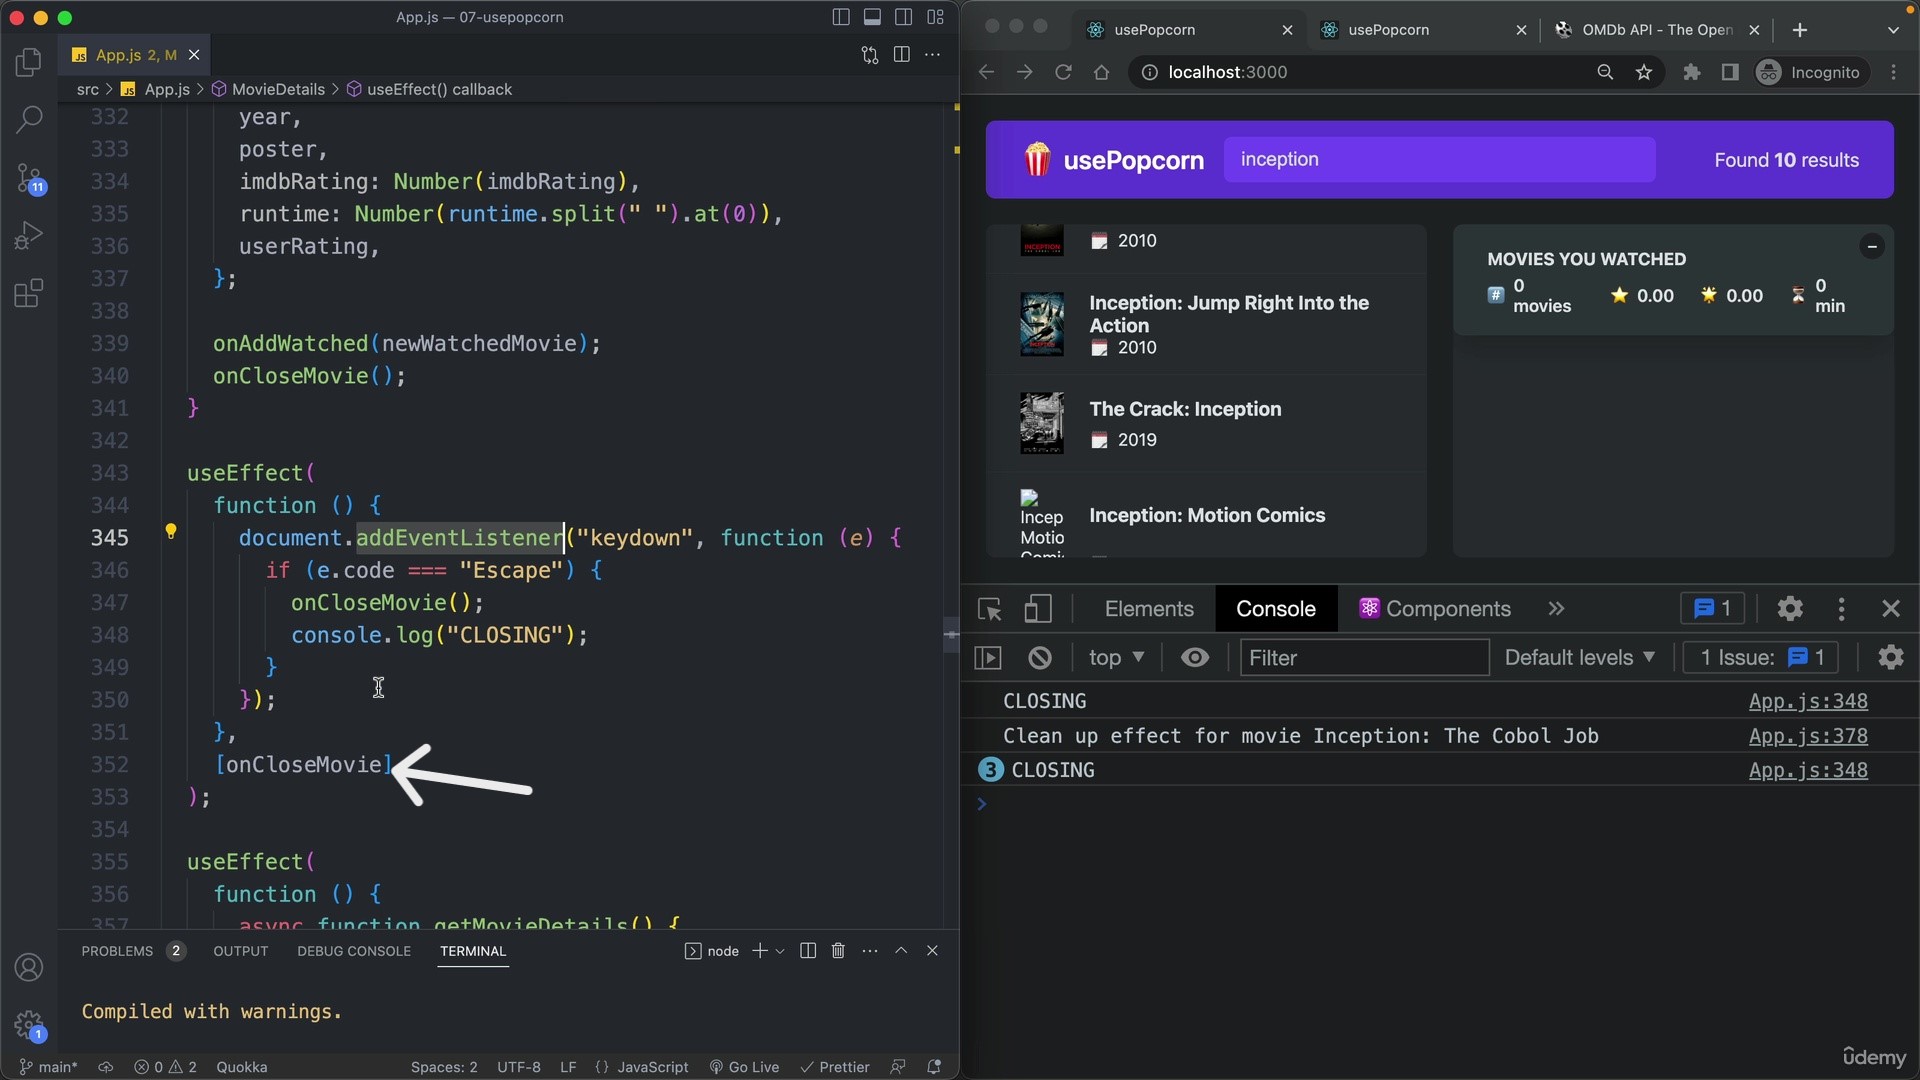 App.js — 07-usepopcorn
App.js 2, M
src > App.js > MovieDetails > useEffect() callback
332 year,
333 poster,
334 imdbRating: Number(imdbRating),
335 runtime: Number(runtime.split(" ").at(0)),
336 userRating,
337 };
338
339 onAddWatched(newWatchedMovie);
340 onCloseMovie();
341 }
342
343 useEffect(
344 function () {
345 document.addEventListener("keydown", function (e) {
346 if (e.code === "Escape") {
347 onCloseMovie();
348 console.log("CLOSING");
349 }
350 });
351 },
352 [onCloseMovie]
353 );
354
355 useEffect(
356 function () {
357 async function getMovieDetails() {
11
1
PROBLEMS 2 OUTPUT DEBUG CONSOLE TERMINAL
node
Compiled with warnings.
main* 0 2 Quokka Spaces: 2 UTF-8 LF {} JavaScript Go Live Prettier
usePopcorn
usePopcorn
OMDb API - The Open
localhost:3000
Incognito
usePopcorn
inception
Found 10 results
INCEPTION
2010
Inception: Jump Right Into the
Action
2010
The Crack: Inception
2019
Incep
Motio
Comi
Inception: Motion Comics
MOVIES YOU WATCHED
# 0
movies
0.00
0.00
0
min
Elements Console Components 1
top Filter Default levels 1 Issue: 1
CLOSING App.js:348
Clean up effect for movie Inception: The Cobol Job App.js:378
3 CLOSING App.js:348
ûdemy